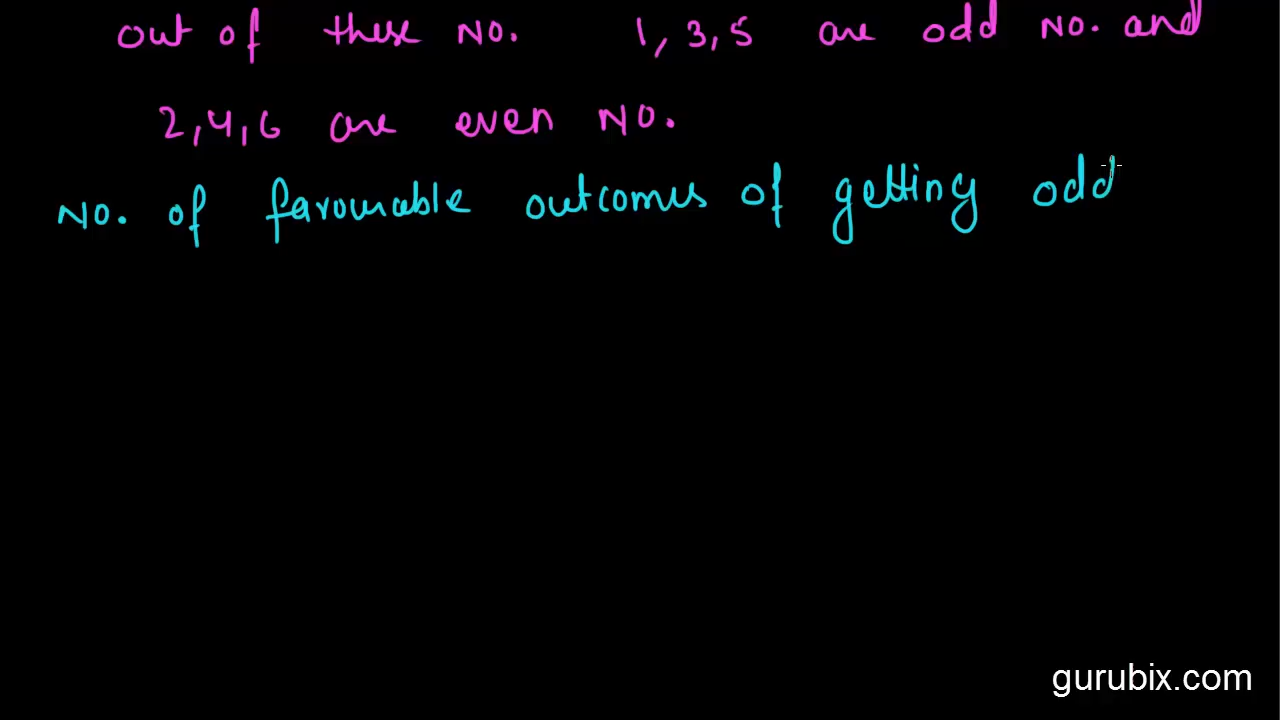 out of these No. 1, 3, 5 are odd No. and
2, 4, 6 are even No.
No. of favourable outcomes of getting odd
gurubix.com